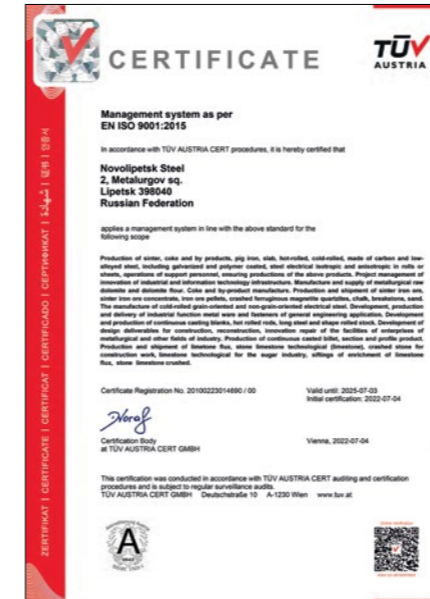 CERTIFICATE
TÜV
AUSTRIA
Management system as per
EN ISO 9001:2015
In accordance with TÜV AUSTRIA CERT procedures, it is hereby certified that
Novolipetsk Steel
2, Metalurgov sq.
Lipetsk 398040
Russian Federation
applies a management system in line with the above standard for the
following scope
Production of sinter, coke and by products, pig iron, slab, hot-rolled, cold-rolled, made of carbon and low-
alloyed steel, including galvanized and polymer coated, steel electrical isotropic and anisotropic in rolls or
sheets, operations of support personnel, ensuring productions of the above products. Project management of
innovation of industrial and information technology infrastructure. Manufacture and supply of metallurgical raw
dolomite and dolomite flour. Coke and by-product manufacture. Production and shipment of sinter iron ore,
sinter iron ore concentrate, iron ore pellets, crashed ferruginous magnetite quartzites, chalk, breakstone, sand.
The manufacture of cold-rolled grain-oriented and non-grain-oriented electrical steel. Development, production
and delivery of industrial function metal ware and fasteners of general engineering application. Development
and production of continuous casting blanks, hot rolled rods, long steel and shape rolled stock. Development of
design deliverables for construction, reconstruction, innovation repair of the facilities of enterprises of
metallurgical and other fields of industry. Production of continuous casted billet, section and profile product.
Production and shipment of limetone flux, stone limestone technological (limestone), crashed stone for
construction work, limestone technological for the sugar industry, siftings of enrichment of limestone
flux, stone limestone crushed.
Certificate Registration No. 20100223014690 / 00
Valid until: 2025-07-03
Initial certification: 2022-07-04
Certification Body
at TÜV AUSTRIA CERT GMBH
Vienna, 2022-07-04
This certification was conducted in accordance with TÜV AUSTRIA CERT auditing and certification
procedures and is subject to regular surveillance audits.
TÜV AUSTRIA CERT GMBH Deutschstraße 10 A-1230 Wien www.tuv.at
A
ZERTIFIKAT | CERTIFICATE | CERTIFICAT | CERTIFICADO | СЕРТИФИКАТ | شهادة | 证书 | 인증서